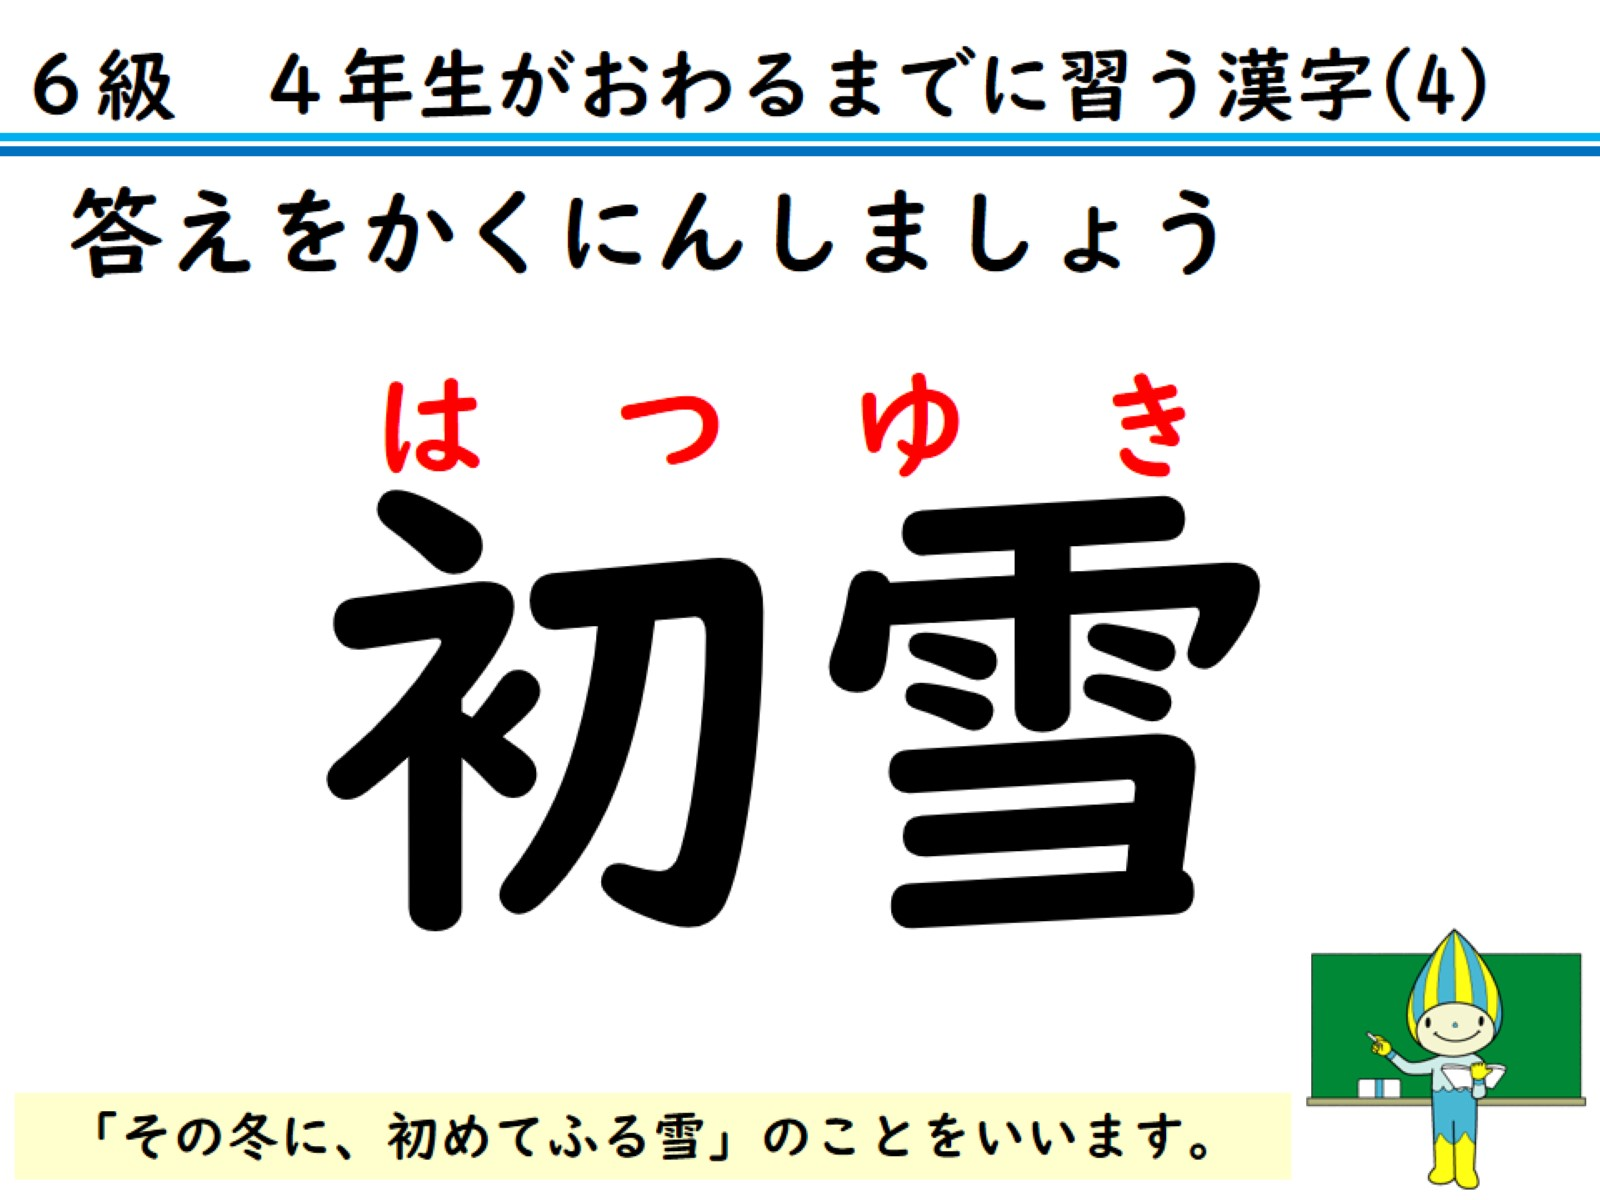 ６級　４年生がおわるまでに習う漢字(4)
答えをかくにんしましょう
はつゆき
初雪
「その冬に、初めてふる雪」のことをいいます。